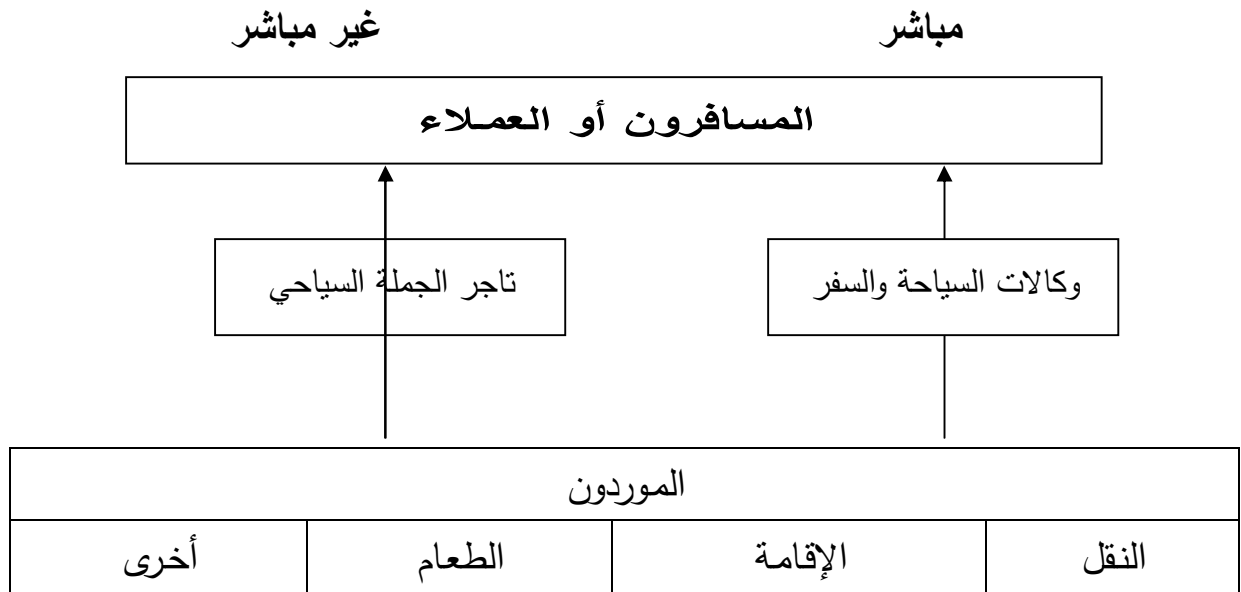 مباشر
غير مباشر
المسافرون أو العملاء
وكالات السياحة والسفر
تاجر الجملة السياحي
الموردون
النقل
الإقامة
الطعام
أخرى